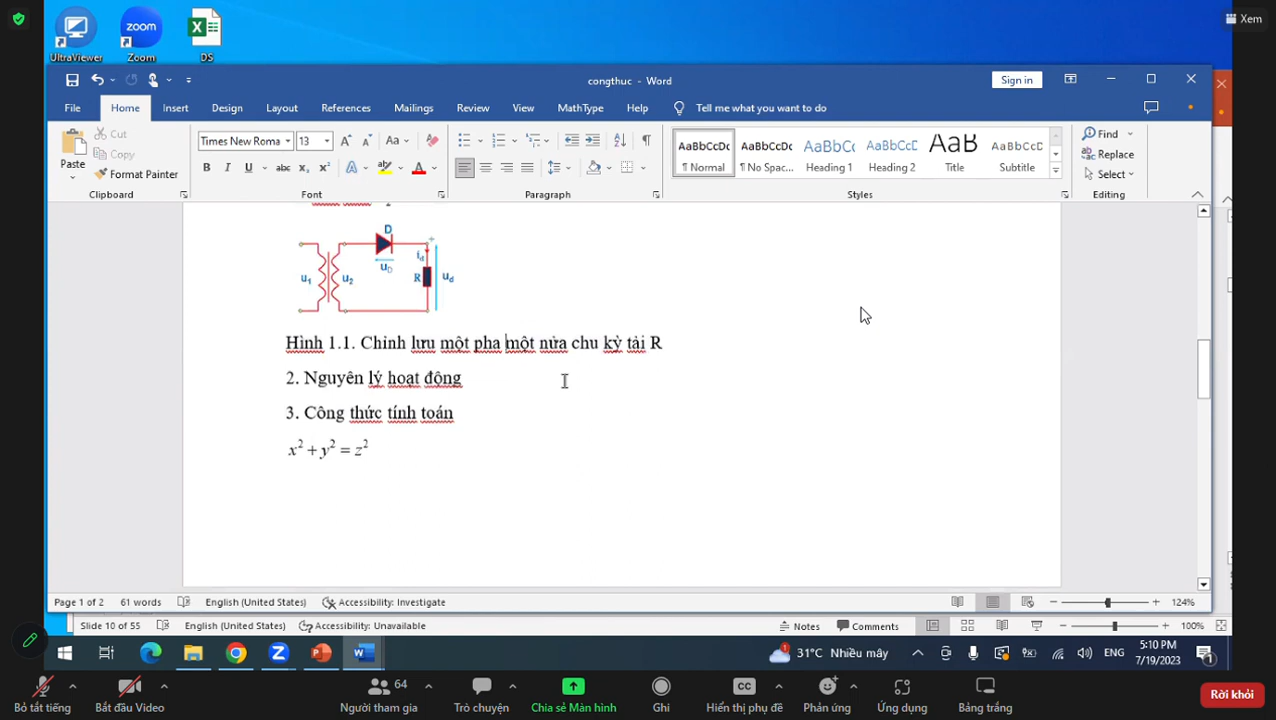 Xem
UltraViewer
Zoom
DS
congthuc - Word
Sign in
File
Home
Insert
Design
Layout
References
Mailings
Review
View
MathType
Help
Tell me what you want to do
Paste
Cut
Copy
Format Painter
Clipboard
Times New Roma
13
Font
Paragraph
AaBbCcDc
¶ Normal
AaBbCcDc
¶ No Spac...
AaBbCc
Heading 1
AaBbCcC
Heading 2
AaB
Title
AaBbCcD
Subtitle
Styles
Find
Replace
Select
Editing
D
u₁
u₂
u_D
i_d
R
u_d
+
Hình 1.1. Chỉnh lưu một pha một nửa chu kỳ tải R
2. Nguyên lý hoạt động
3. Công thức tính toán
x² + y² = z²
Page 1 of 2
61 words
English (United States)
Accessibility: Investigate
124%
Slide 10 of 55
English (United States)
Accessibility: Unavailable
Notes
Comments
100%
31°C Nhiều mây
ENG
5:10 PM
7/19/2023
1
Bỏ tắt tiếng
Bắt đầu Video
64
Người tham gia
Trò chuyện
Chia sẻ Màn hình
Ghi
CC
Hiển thị phụ đề
Phản ứng
Ứng dụng
Bảng trắng
Rời khỏi